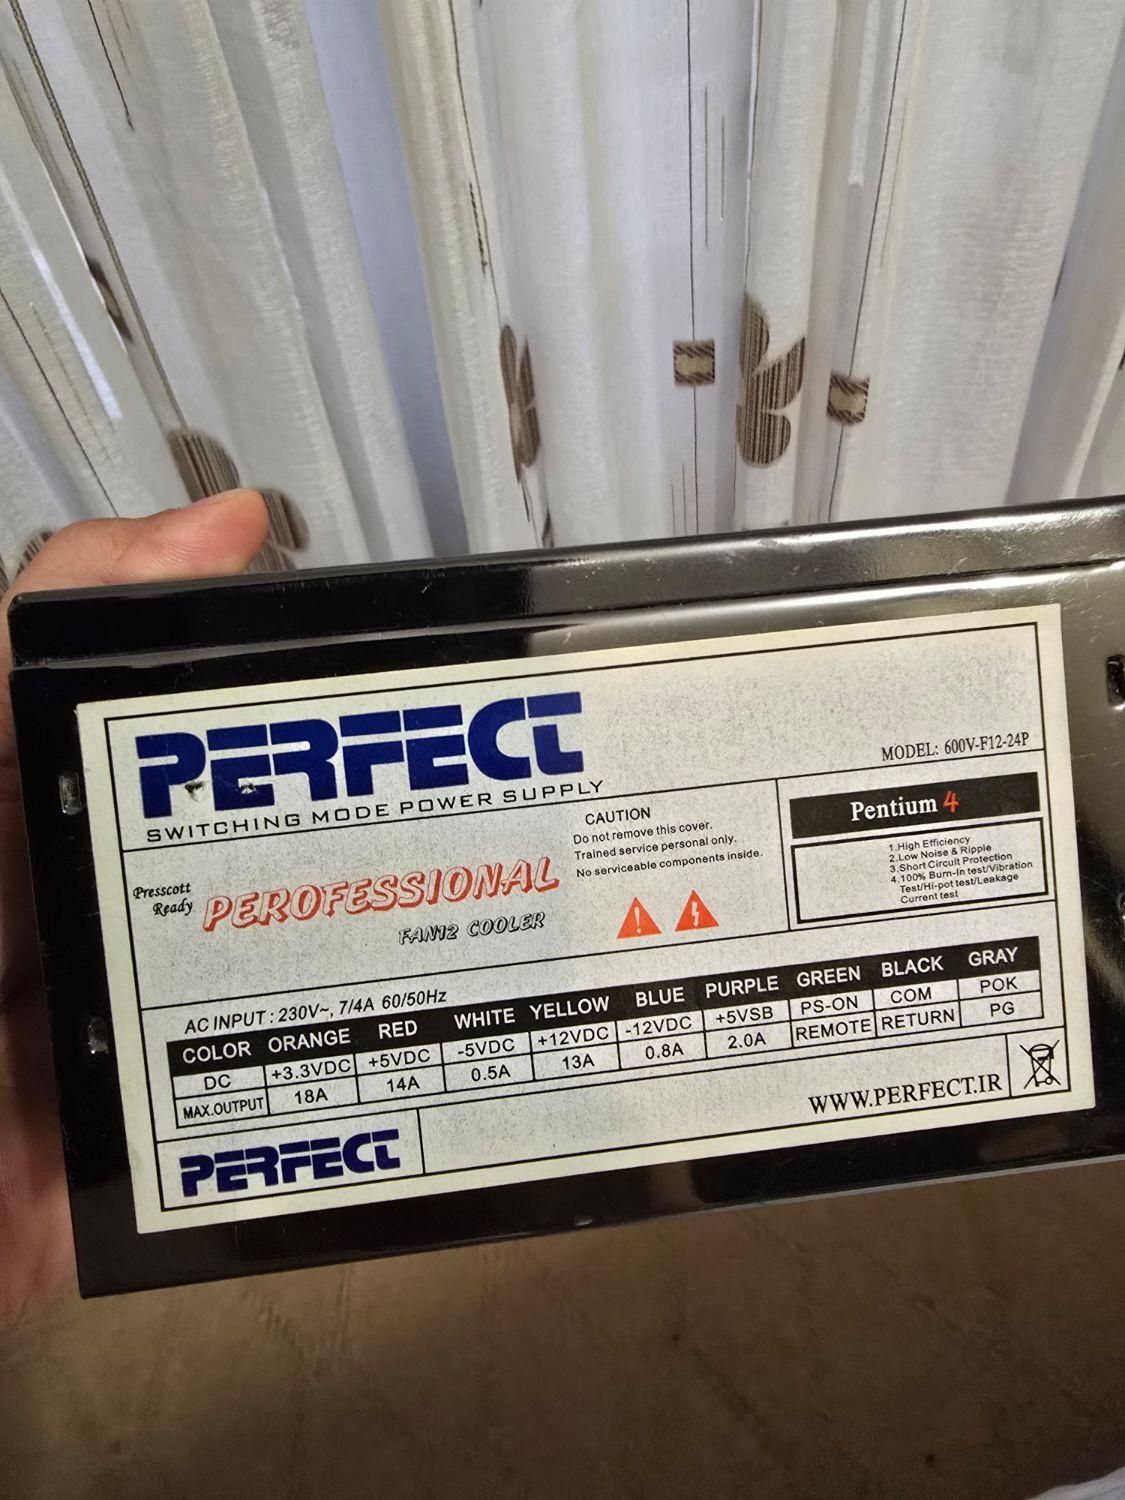 PERFECT
SWITCHING MODE POWER SUPPLY
MODEL: 600V-F12-24P
Presscott
Ready
PEROFESSIONAL
FAN12 COOLER
CAUTION
Do not remove this cover.
Trained service personal only.
No serviceable components inside.
Pentium 4
1.High Efficiency
2.Low Noise & Ripple
3.Short Circuit Protection
4.100% Burn-In test/Vibration
Test/Hi-pot test/Leakage
Current test
AC INPUT : 230V~, 7/4A 60/50Hz
COLOR ORANGE RED WHITE YELLOW BLUE PURPLE GREEN BLACK GRAY
DC +3.3VDC +5VDC -5VDC +12VDC -12VDC +5VSB PS-ON COM POK
MAX.OUTPUT 18A 14A 0.5A 13A 0.8A 2.0A REMOTE RETURN PG
PERFECT
WWW.PERFECT.IR